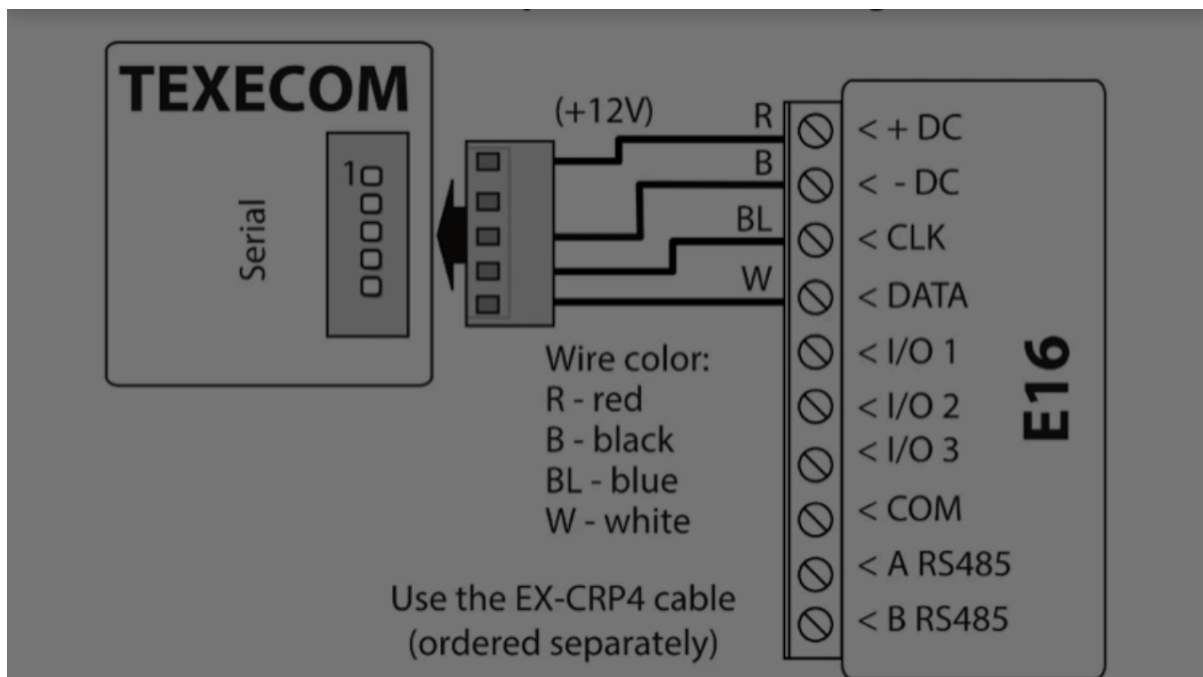 TEXECOM
1
Serial
(+12V)
R
B
BL
W
Wire color:
R - red
B - black
BL - blue
W - white
Use the EX-CRP4 cable
(ordered separately)
< + DC
< - DC
< CLK
< DATA
< I/O 1
< I/O 2
< I/O 3
< COM
< A RS485
< B RS485
E16